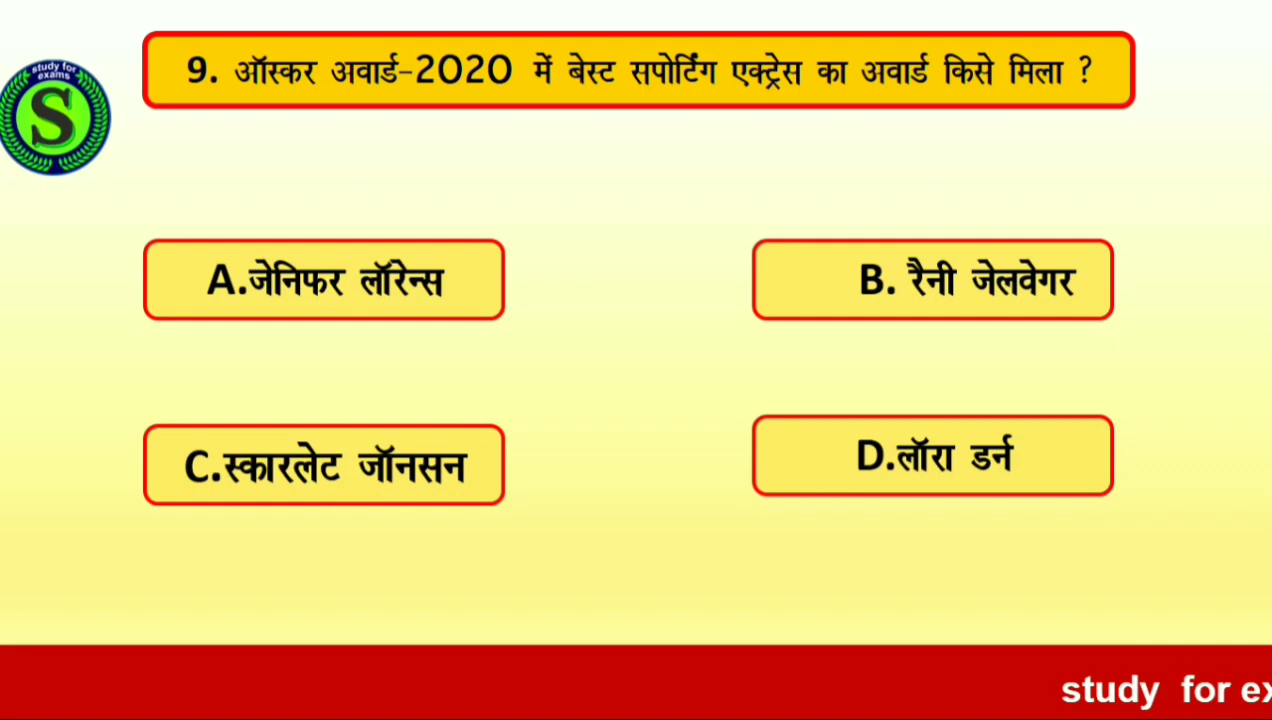 study for
exams
S
9. ऑस्कर अवार्ड-2020 में बेस्ट सपोर्टिंग एक्ट्रेस का अवार्ड किसे मिला ?
A.जेनिफर लॉरेन्स
B. रैनी जेलवेगर
C.स्कारलेट जॉनसन
D.लॉरा डर्न
study for ex